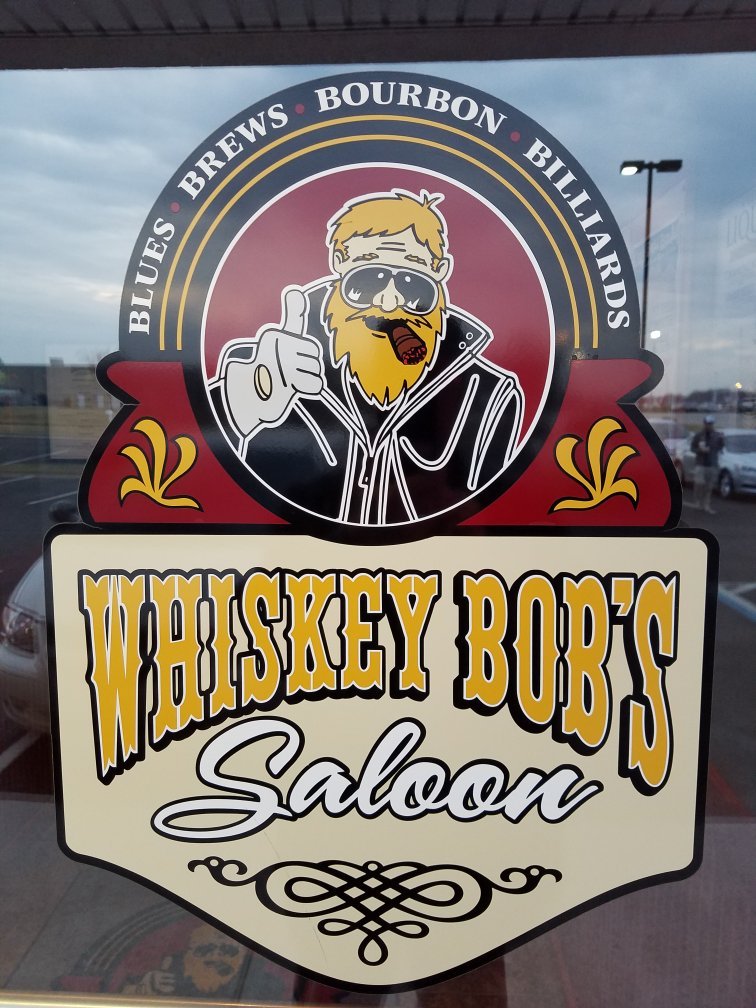 BLUES • BREWS • BOURBON • BILLIARDS
WHISKEY BOB'S
Saloon